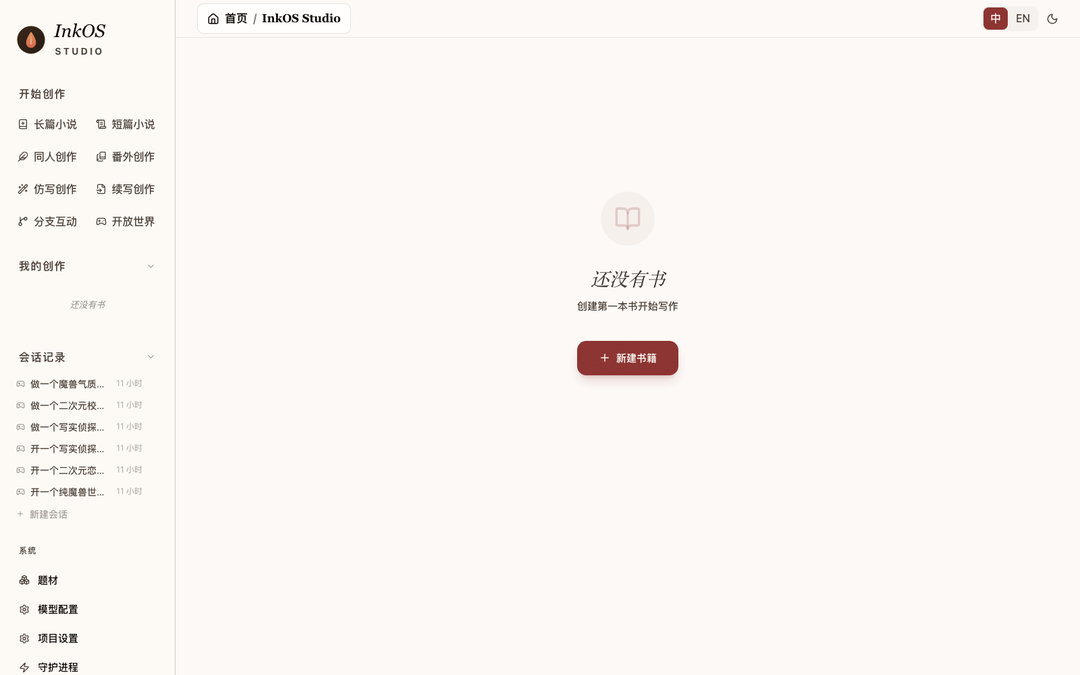 InkOS
STUDIO
首页 / InkOS Studio
中 EN
开始创作
长篇小说 短篇小说
同人创作 番外创作
仿写创作 续写创作
分支互动 开放世界
我的创作
还没有书
会话记录
做一个魔兽气质... 11 小时
做一个二次元校... 11 小时
做一个写实侦探... 11 小时
开一个写实侦探... 11 小时
开一个二次元恋... 11 小时
开一个纯魔兽世... 11 小时
+ 新建会话
系统
题材
模型配置
项目设置
守护进程
还没有书
创建第一本书开始写作
+ 新建书籍